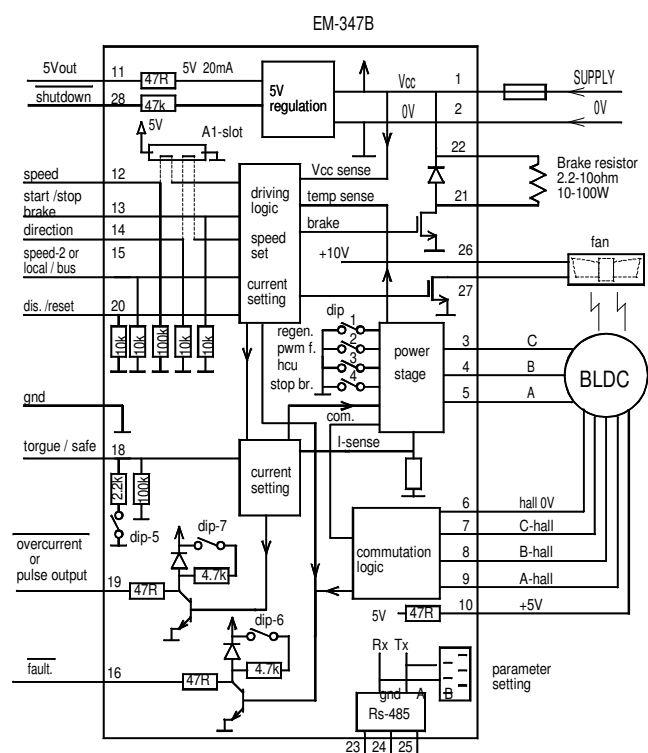 EM-347B
5Vout 11 47R 5V 20mA
shutdown 28 47k
5V regulation
Vcc 1 SUPPLY
0V 2 0V
5V A1-slot
22
Brake resistor
2.2-10ohm
10-100W
21
speed 12
start /stop
brake 13
direction 14
speed-2 or 15
local / bus
dis. /reset
20
driving
logic
speed
set
current
setting
Vcc sense
temp sense
brake
+10V 26
fan
27
10k 10k 100k 10k 10k
dip
regen. 1
pwm f. 2
hcu 3
stop br. 4
power
stage
3 C
4 B
5 A
BLDC
gnd
com.
torgue / safe 18
I-sense
current
setting
2.2k 100k
dip-5
6 hall 0V
7 C-hall
8 B-hall
9 A-hall
10 +5V
commutation
logic
5V 47R
overcurrent
or
pulse output
19 47R
dip-7
4.7k
dip-6
4.7k
fault. 16 47R
Rx Tx
parameter
setting
gnd A B
Rs-485
23 24 25